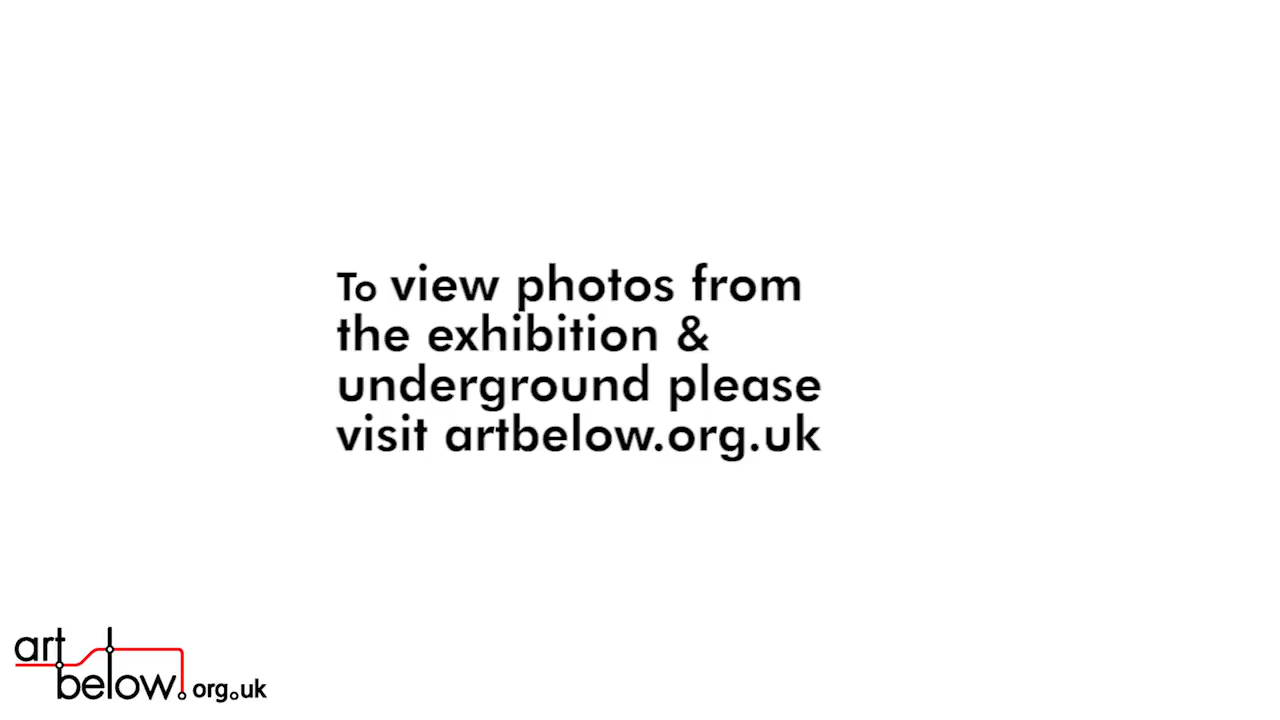 To view photos from
the exhibition &
underground please
visit artbelow.org.uk
art
below.org.uk